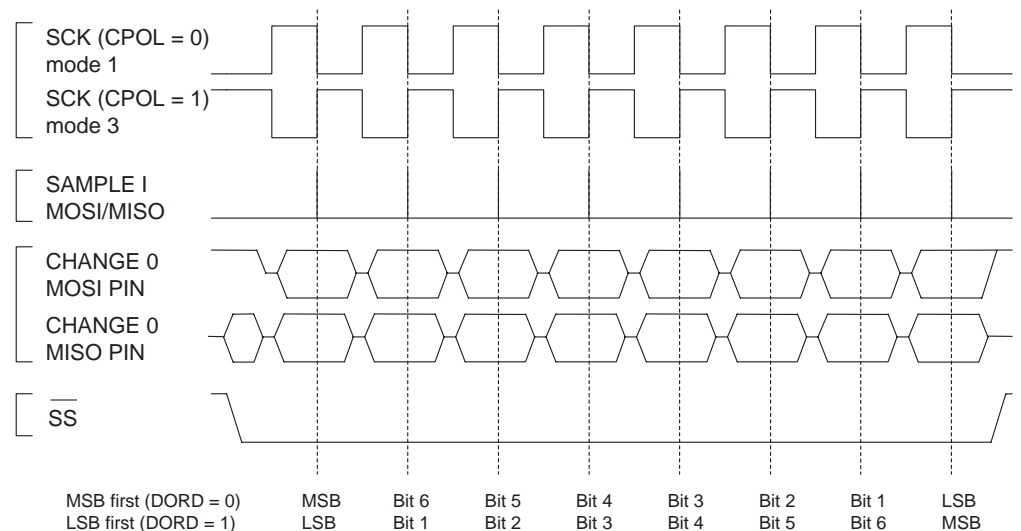 SCK (CPOL = 0)
mode 1
SCK (CPOL = 1)
mode 3
SAMPLE I
MOSI/MISO
CHANGE 0
MOSI PIN
CHANGE 0
MISO PIN
SS
MSB first (DORD = 0) MSB Bit 6 Bit 5 Bit 4 Bit 3 Bit 2 Bit 1 LSB
LSB first (DORD = 1) LSB Bit 1 Bit 2 Bit 3 Bit 4 Bit 5 Bit 6 MSB